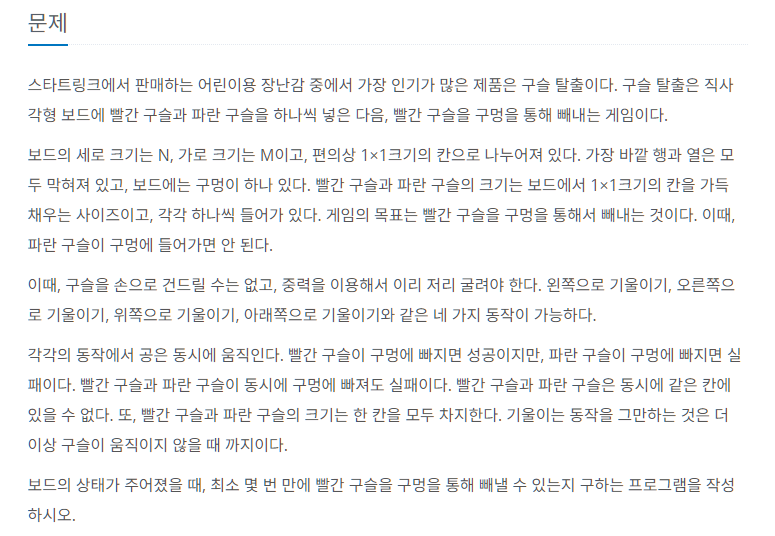 문제
스타트링크에서 판매하는 어린이용 장난감 중에서 가장 인기가 많은 제품은 구슬 탈출이다. 구슬 탈출은 직사
각형 보드에 빨간 구슬과 파란 구슬을 하나씩 넣은 다음, 빨간 구슬을 구멍을 통해 빼내는 게임이다.
보드의 세로 크기는 N, 가로 크기는 M이고, 편의상 1×1크기의 칸으로 나누어져 있다. 가장 바깥 행과 열은 모
두 막혀져 있고, 보드에는 구멍이 하나 있다. 빨간 구슬과 파란 구슬의 크기는 보드에서 1×1크기의 칸을 가득
채우는 사이즈이고, 각각 하나씩 들어가 있다. 게임의 목표는 빨간 구슬을 구멍을 통해서 빼내는 것이다. 이때,
파란 구슬이 구멍에 들어가면 안 된다.
이때, 구슬을 손으로 건드릴 수는 없고, 중력을 이용해서 이리 저리 굴려야 한다. 왼쪽으로 기울이기, 오른쪽으
로 기울이기, 위쪽으로 기울이기, 아래쪽으로 기울이기와 같은 네 가지 동작이 가능하다.
각각의 동작에서 공은 동시에 움직인다. 빨간 구슬이 구멍에 빠지면 성공이지만, 파란 구슬이 구멍에 빠지면 실
패이다. 빨간 구슬과 파란 구슬이 동시에 구멍에 빠져도 실패이다. 빨간 구슬과 파란 구슬은 동시에 같은 칸에
있을 수 없다. 또, 빨간 구슬과 파란 구슬의 크기는 한 칸을 모두 차지한다. 기울이는 동작을 그만하는 것은 더
이상 구슬이 움직이지 않을 때 까지이다.
보드의 상태가 주어졌을 때, 최소 몇 번 만에 빨간 구슬을 구멍을 통해 빼낼 수 있는지 구하는 프로그램을 작성
하시오.